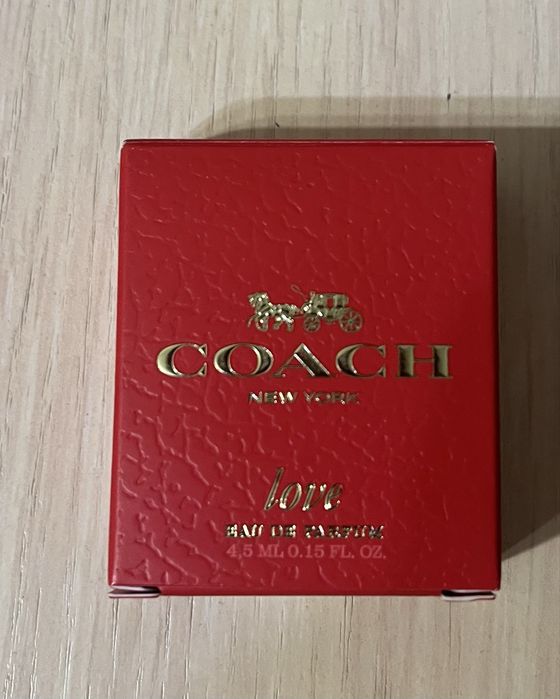 COACH
NEW YORK
love
EAU DE PARFUM
4,5 ML 0.15 FL. OZ.